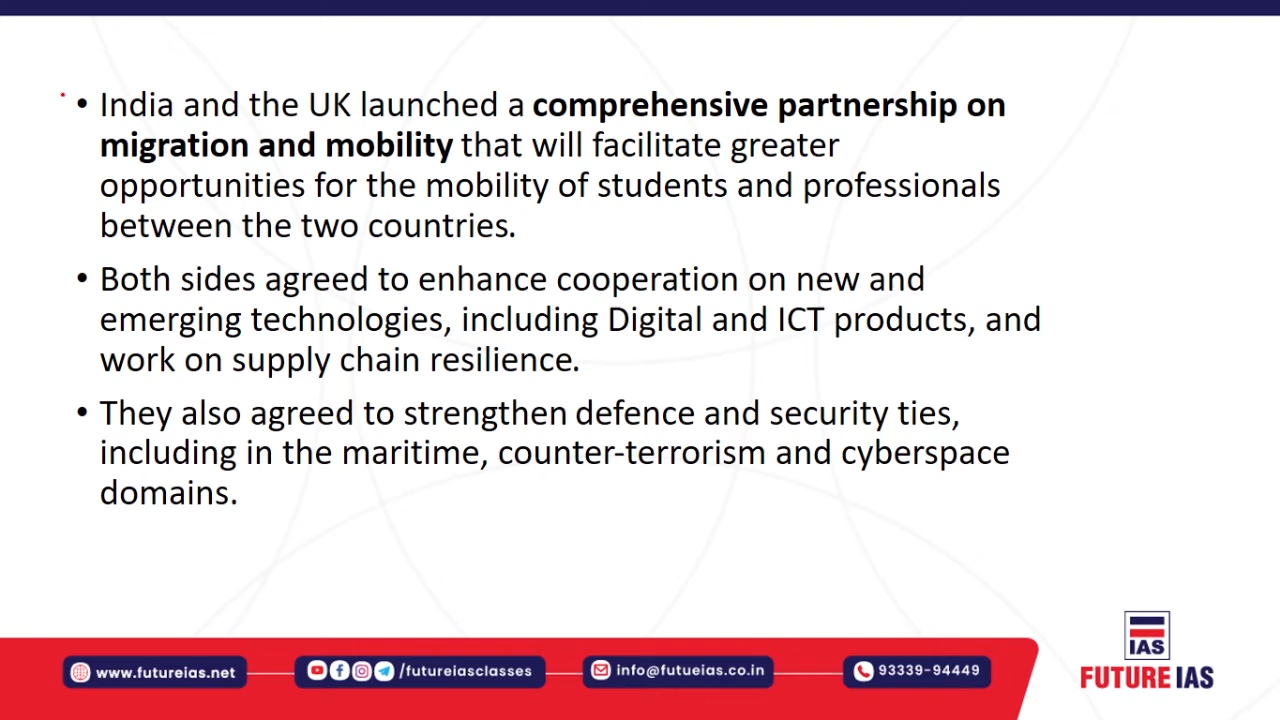 • India and the UK launched a comprehensive partnership on
migration and mobility that will facilitate greater
opportunities for the mobility of students and professionals
between the two countries.
• Both sides agreed to enhance cooperation on new and
emerging technologies, including Digital and ICT products, and
work on supply chain resilience.
• They also agreed to strengthen defence and security ties,
including in the maritime, counter-terrorism and cyberspace
domains.
www.futureias.net
/futureiasclasses
info@futueias.co.in
93339-94449
IAS
FUTURE IAS